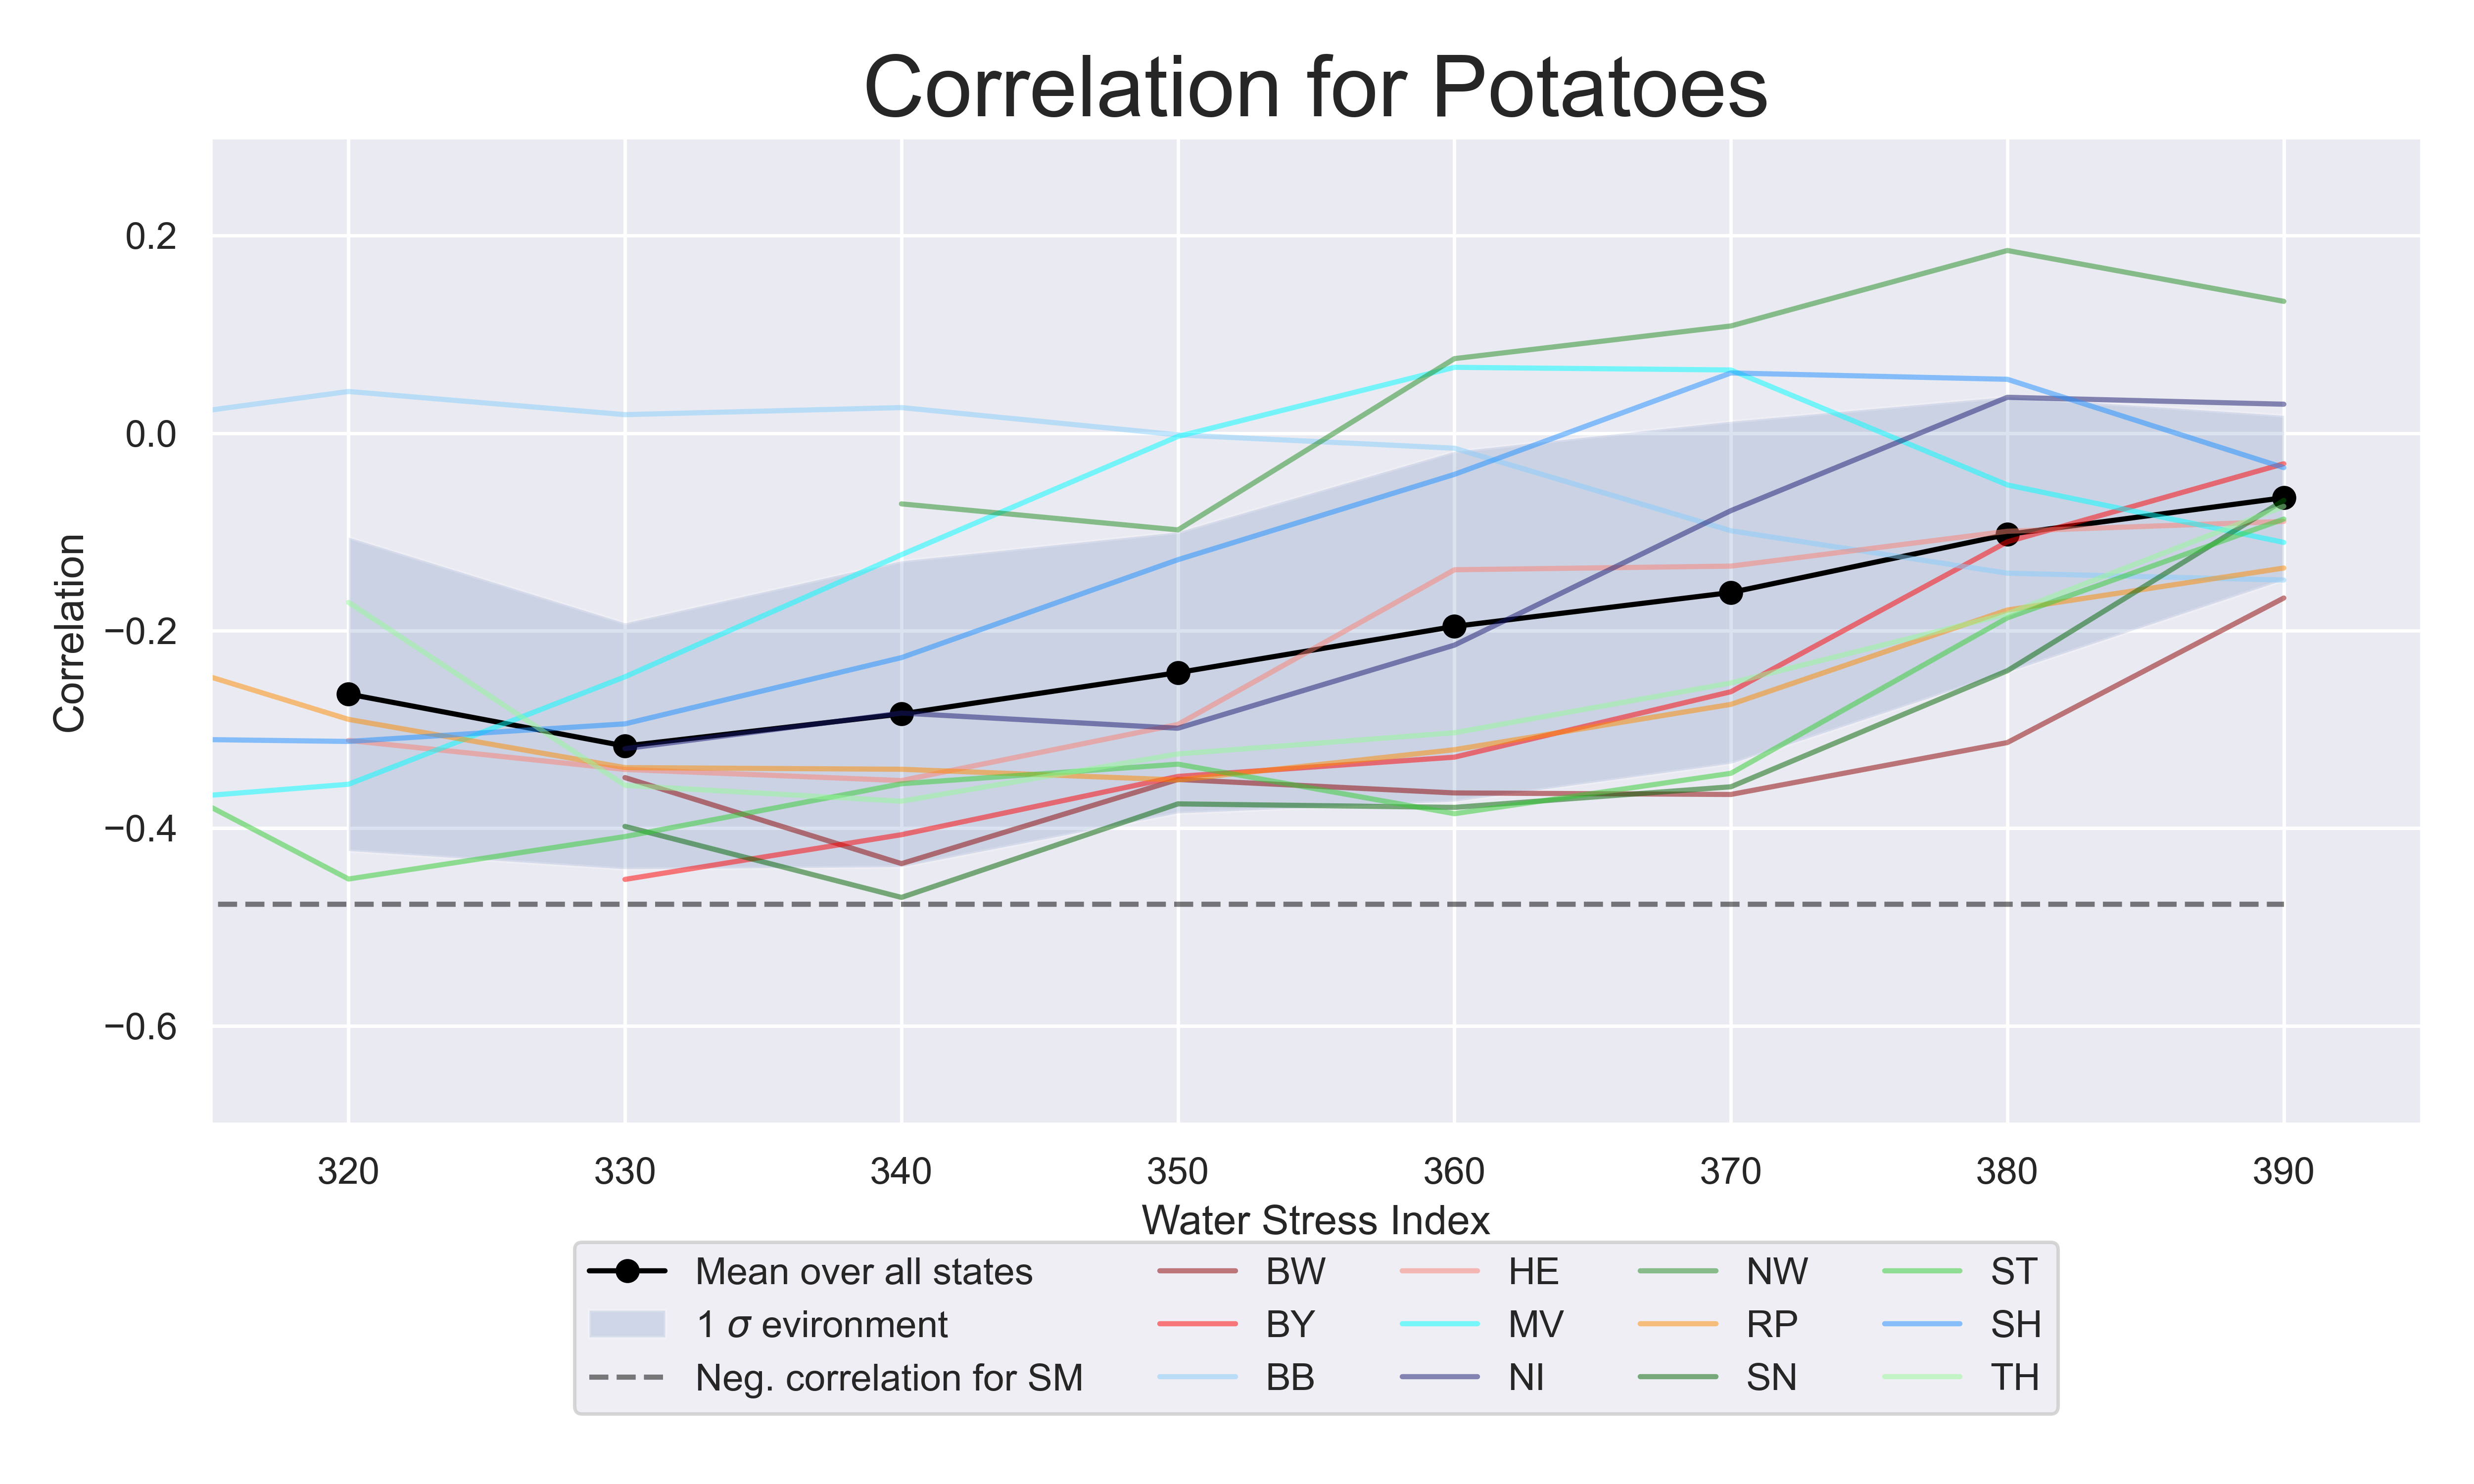 Correlation for Potatoes
Correlation
0.2
0.0
−0.2
−0.4
−0.6
320 330 340 350 360 370 380 390
Water Stress Index
Mean over all states BW HE NW ST
1 σ evironment BY MV RP SH
Neg. correlation for SM BB NI SN TH